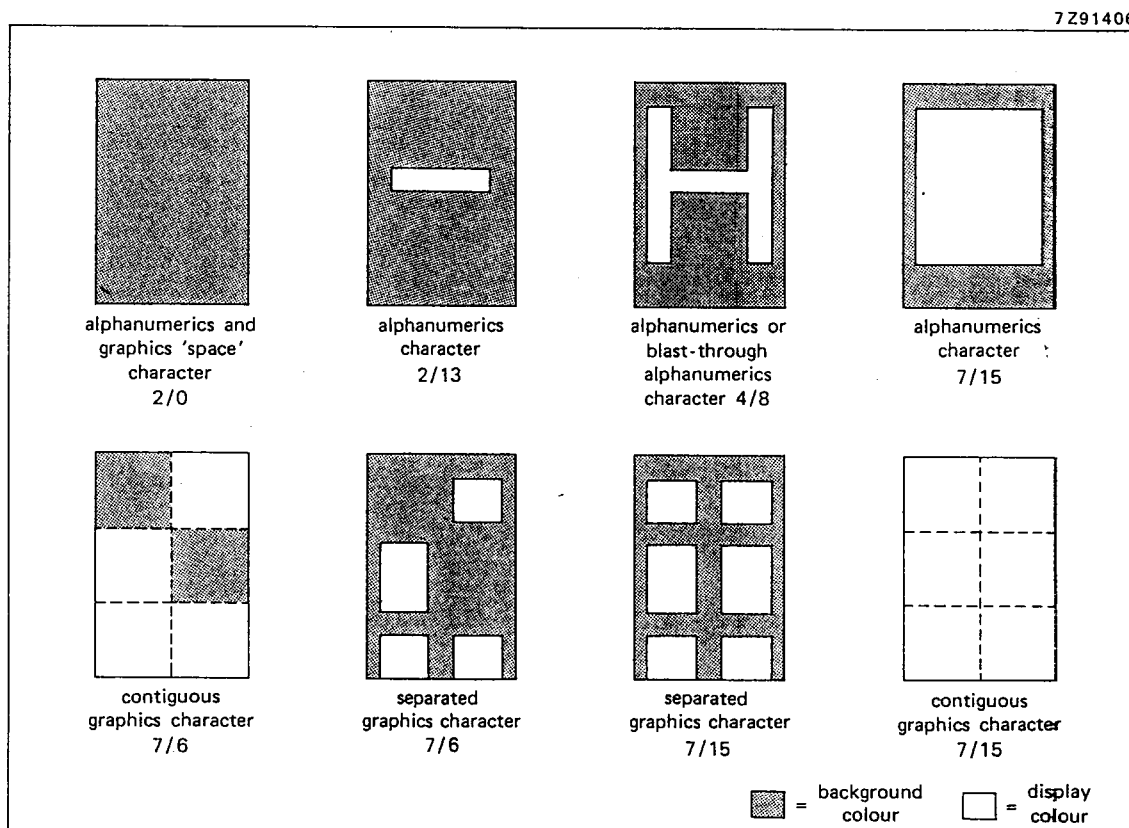 7Z91406
alphanumerics and
graphics 'space'
character
2/0
alphanumerics
character
2/13
alphanumerics or
blast-through
alphanumerics
character 4/8
alphanumerics
character
7/15
contiguous
graphics character
7/6
separated
graphics character
7/6
separated
graphics character
7/15
contiguous
graphics character
7/15
= background
colour
= display
colour